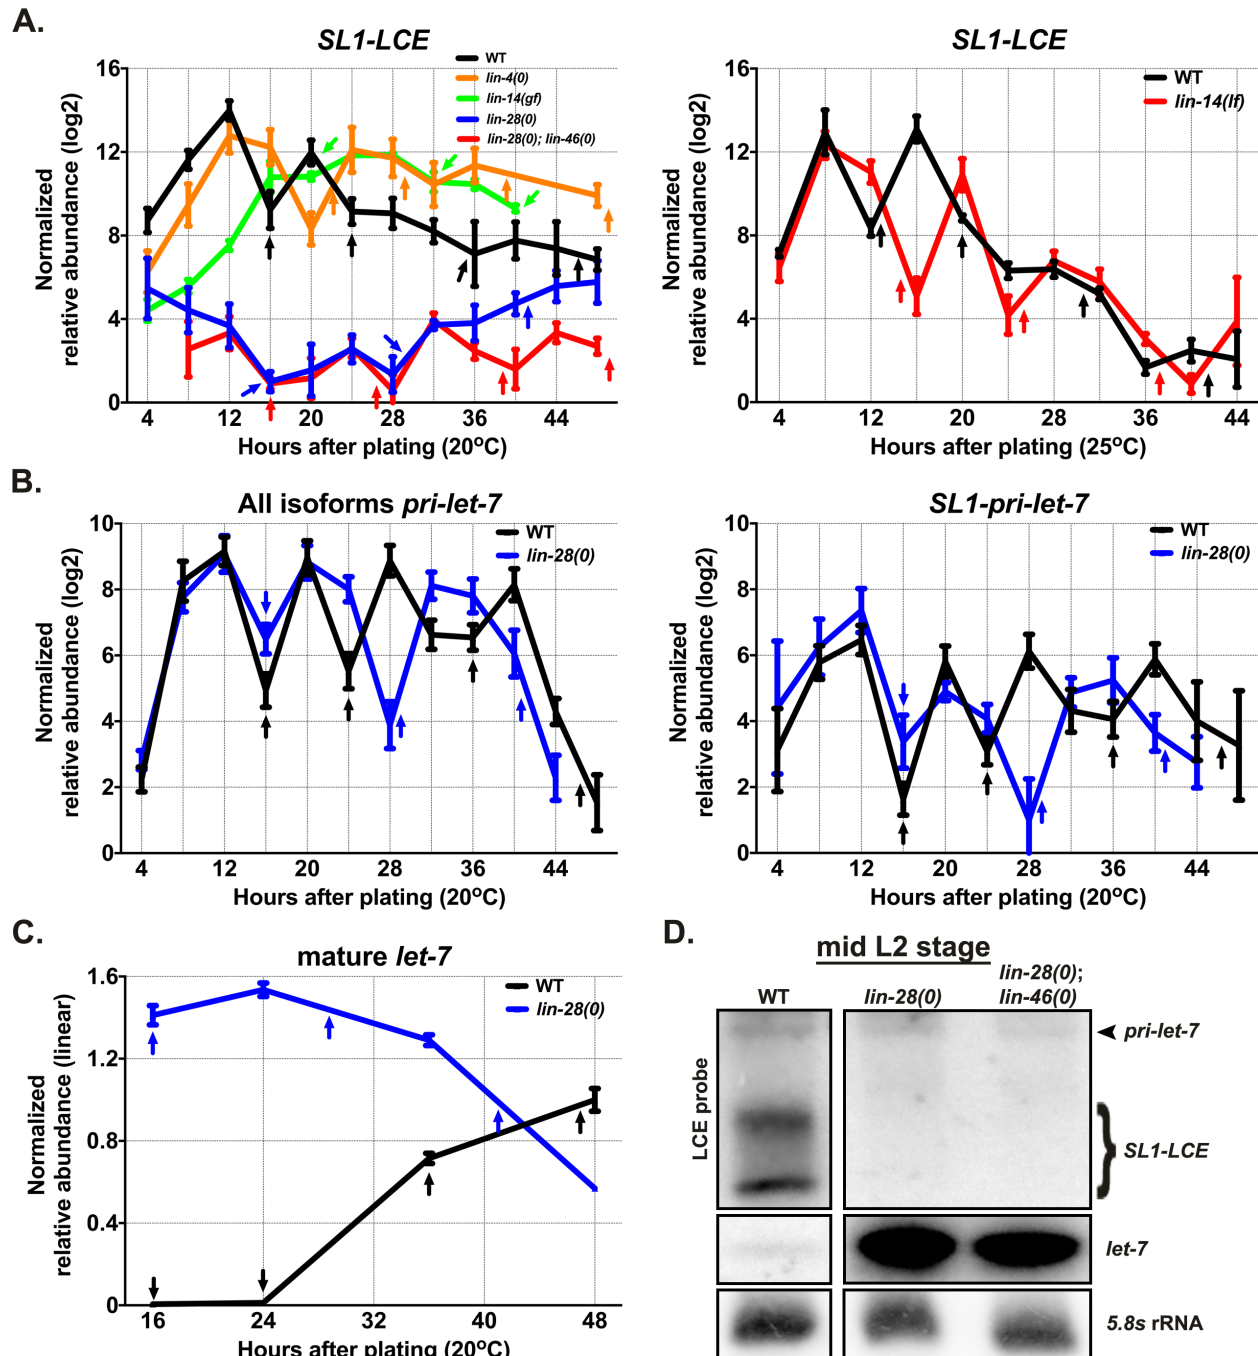 A.
SL1-LCE
WT
lin-4(0)
lin-14(gf)
lin-28(0)
lin-28(0); lin-46(0)
16
12
8
4
0
Normalized
relative abundance (log2)
4 12 20 28 36 44
Hours after plating (20ºC)
SL1-LCE
WT
lin-14(lf)
16
12
8
4
0
Normalized
relative abundance (log2)
4 12 20 28 36 44
Hours after plating (25ºC)
B.
All isoforms pri-let-7
WT
lin-28(0)
10
8
6
4
2
0
Normalized
relative abundance (log2)
4 12 20 28 36 44
Hours after plating (20ºC)
SL1-pri-let-7
WT
lin-28(0)
10
8
6
4
2
0
Normalized
relative abundance (log2)
4 12 20 28 36 44
Hours after plating (20ºC)
C.
mature let-7
WT
lin-28(0)
1.6
1.2
0.8
0.4
0
Normalized
relative abundance (linear)
16 24 32 40 48
Hours after plating (20ºC)
D.
mid L2 stage
WT
lin-28(0)
lin-28(0);
lin-46(0)
LCE probe
pri-let-7
SL1-LCE
let-7
5.8s rRNA